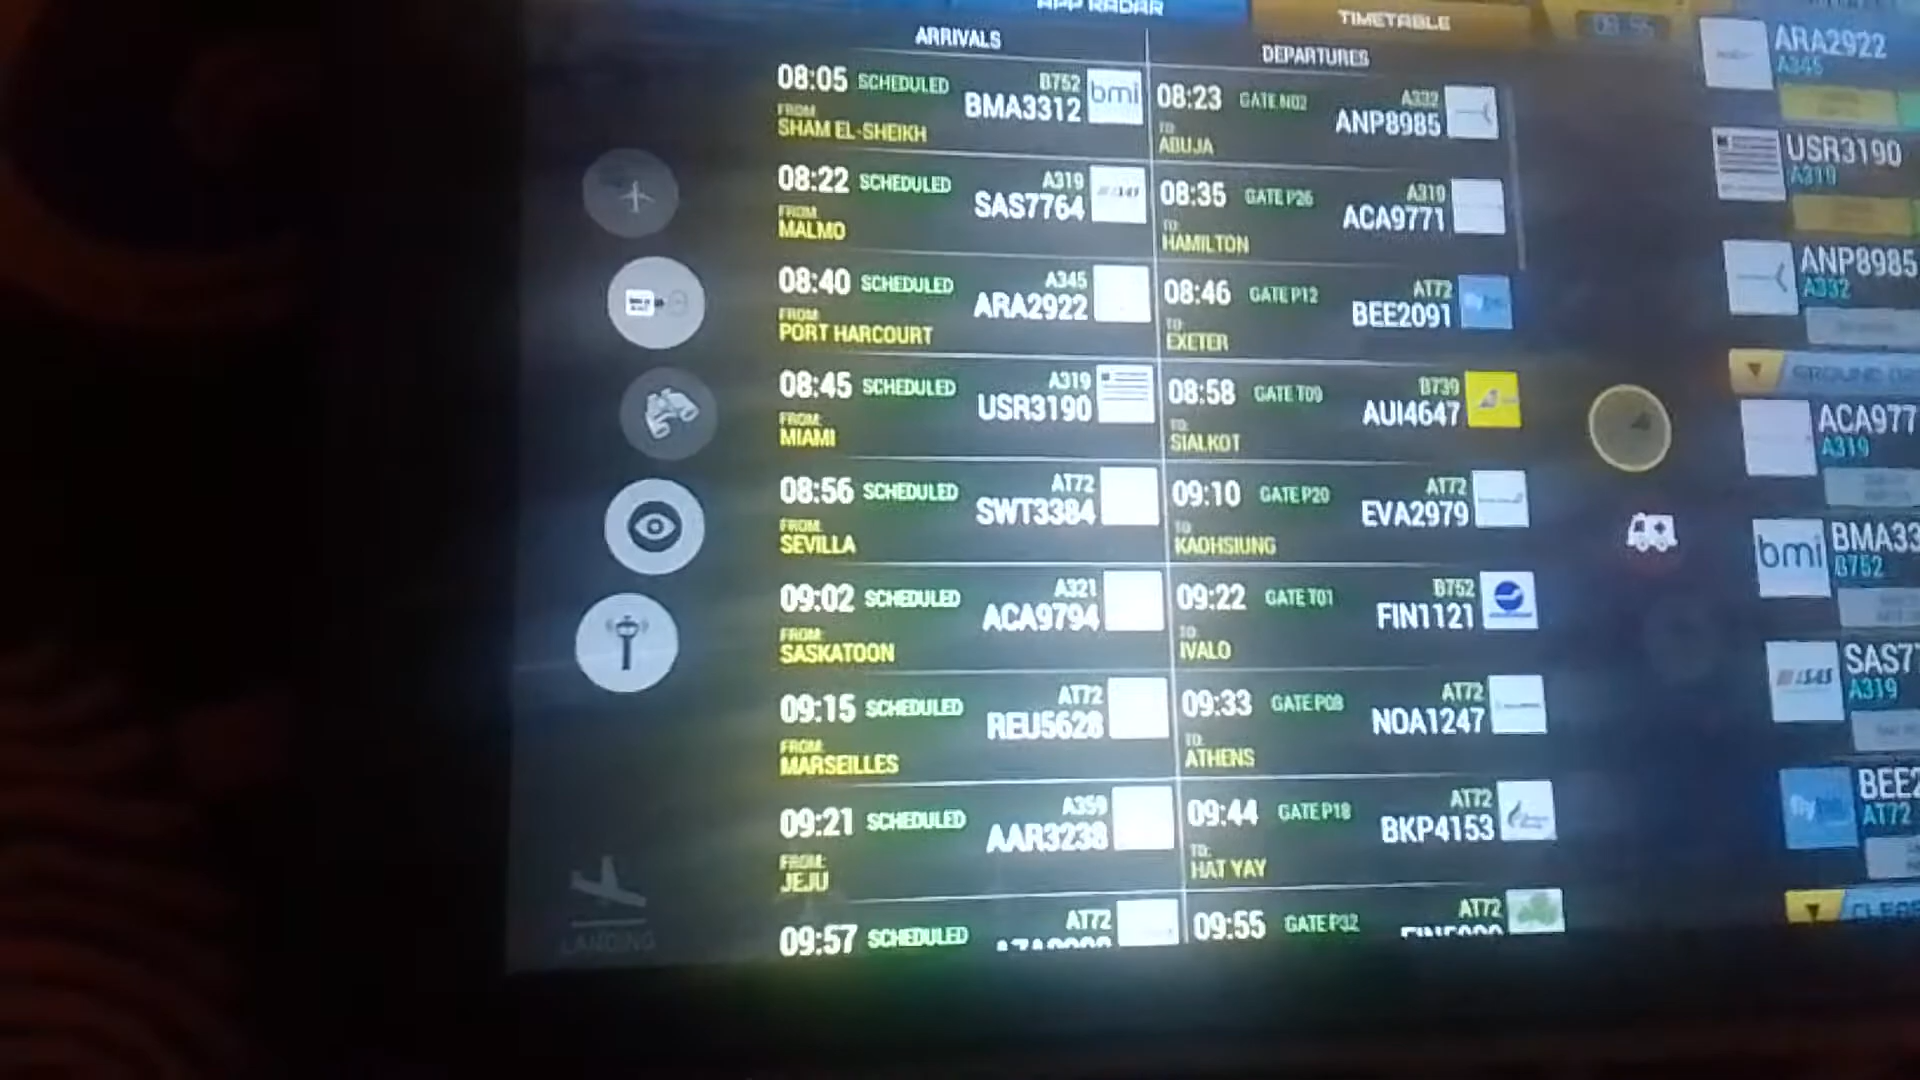 APP RADAR
TIMETABLE
ARRIVALS
DEPARTURES
08:05 SCHEDULED B752
BMA3312 bmi
FROM:
SHAM EL-SHEIKH
08:22 SCHEDULED A319
SAS7764 SAS
FROM:
MALMO
08:40 SCHEDULED A345
ARA2922
FROM:
PORT HARCOURT
08:45 SCHEDULED A319
USR3190
FROM:
MIAMI
08:56 SCHEDULED AT72
SWT3384
FROM:
SEVILLA
09:02 SCHEDULED A321
ACA9794
FROM:
SASKATOON
09:15 SCHEDULED AT72
REU5628
FROM:
MARSEILLES
09:21 SCHEDULED A359
AAR3238
FROM:
JEJU
09:57 SCHEDULED AT72
08:23 GATE N02 A332
ANP8985
TO:
ABUJA
08:35 GATE P26 A319
ACA9771
TO:
HAMILTON
08:46 GATE P12 AT72
BEE2091 flybe
TO:
EXETER
08:58 GATE T09 B739
AUI4647
TO:
SIALKOT
09:10 GATE P20 AT72
EVA2979
TO:
KAOHSIUNG
09:22 GATE T01 B752
FIN1121
TO:
IVALO
09:33 GATE P08 AT72
NOA1247
TO:
ATHENS
09:44 GATE P18 AT72
BKP4153
TO:
HAT YAY
09:55 GATE P32 AT72
LANDING
ARA2922
A345
USR3190
A319
ANP8985
A332
ACA977
A319
bmi BMA33
B752
SAS SAS7
A319
flybe BEE2
AT72